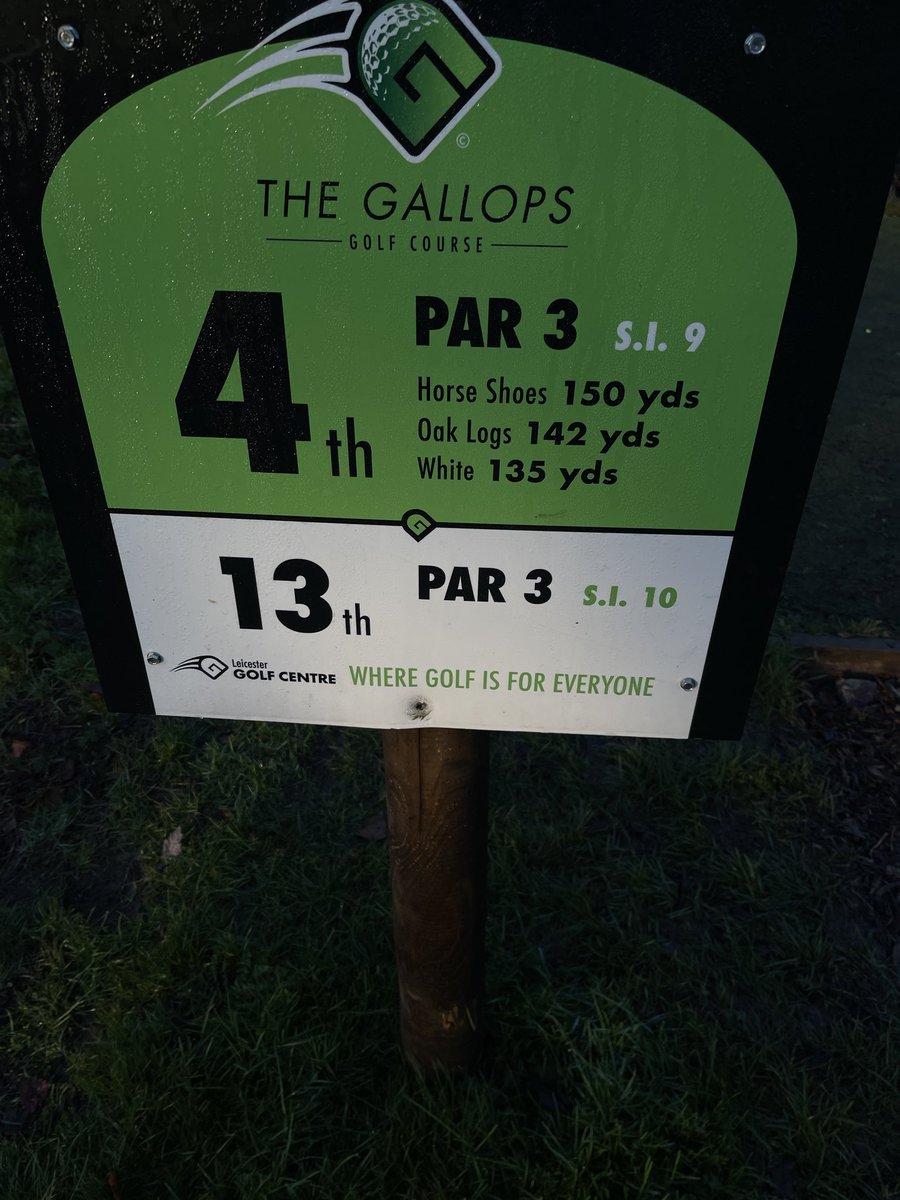 ©
THE GALLOPS
GOLF COURSE
4th
PAR 3 S.I. 9
Horse Shoes 150 yds
Oak Logs 142 yds
White 135 yds
13th
PAR 3 S.I. 10
Leicester
GOLF CENTRE
WHERE GOLF IS FOR EVERYONE